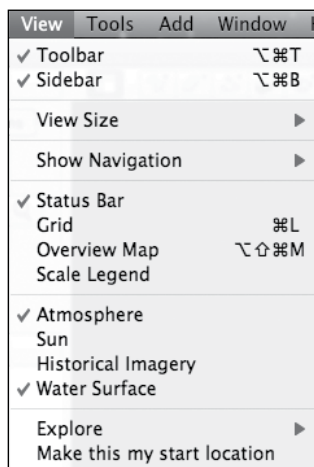 View Tools Add Window
✓ Toolbar ⌥⌘T
✓ Sidebar ⌥⌘B
View Size ▶
Show Navigation ▶
✓ Status Bar
Grid ⌘L
Overview Map ⌥⇧⌘M
Scale Legend
✓ Atmosphere
Sun
Historical Imagery
✓ Water Surface
Explore ▶
Make this my start location